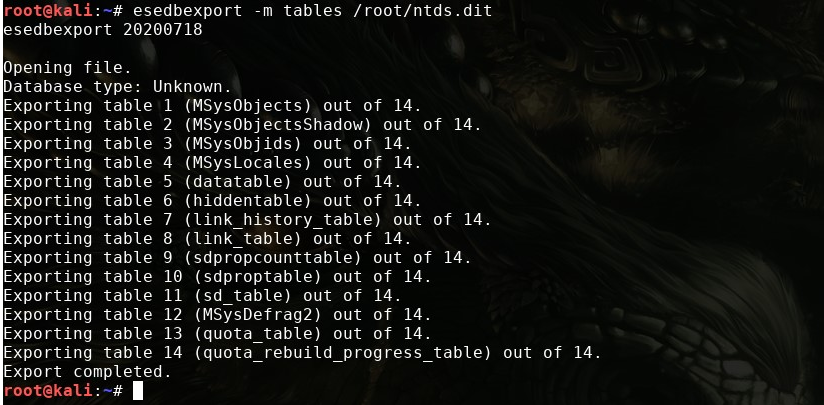 root@kali:~# esedbexport -m tables /root/ntds.dit
esedbexport 20200718

Opening file.
Database type: Unknown.
Exporting table 1 (MSysObjects) out of 14.
Exporting table 2 (MSysObjectsShadow) out of 14.
Exporting table 3 (MSysObjids) out of 14.
Exporting table 4 (MSysLocales) out of 14.
Exporting table 5 (datatable) out of 14.
Exporting table 6 (hiddentable) out of 14.
Exporting table 7 (link_history_table) out of 14.
Exporting table 8 (link_table) out of 14.
Exporting table 9 (sdpropcounttable) out of 14.
Exporting table 10 (sdproptable) out of 14.
Exporting table 11 (sd_table) out of 14.
Exporting table 12 (MSysDefrag2) out of 14.
Exporting table 13 (quota_table) out of 14.
Exporting table 14 (quota_rebuild_progress_table) out of 14.
Export completed.
root@kali:~#